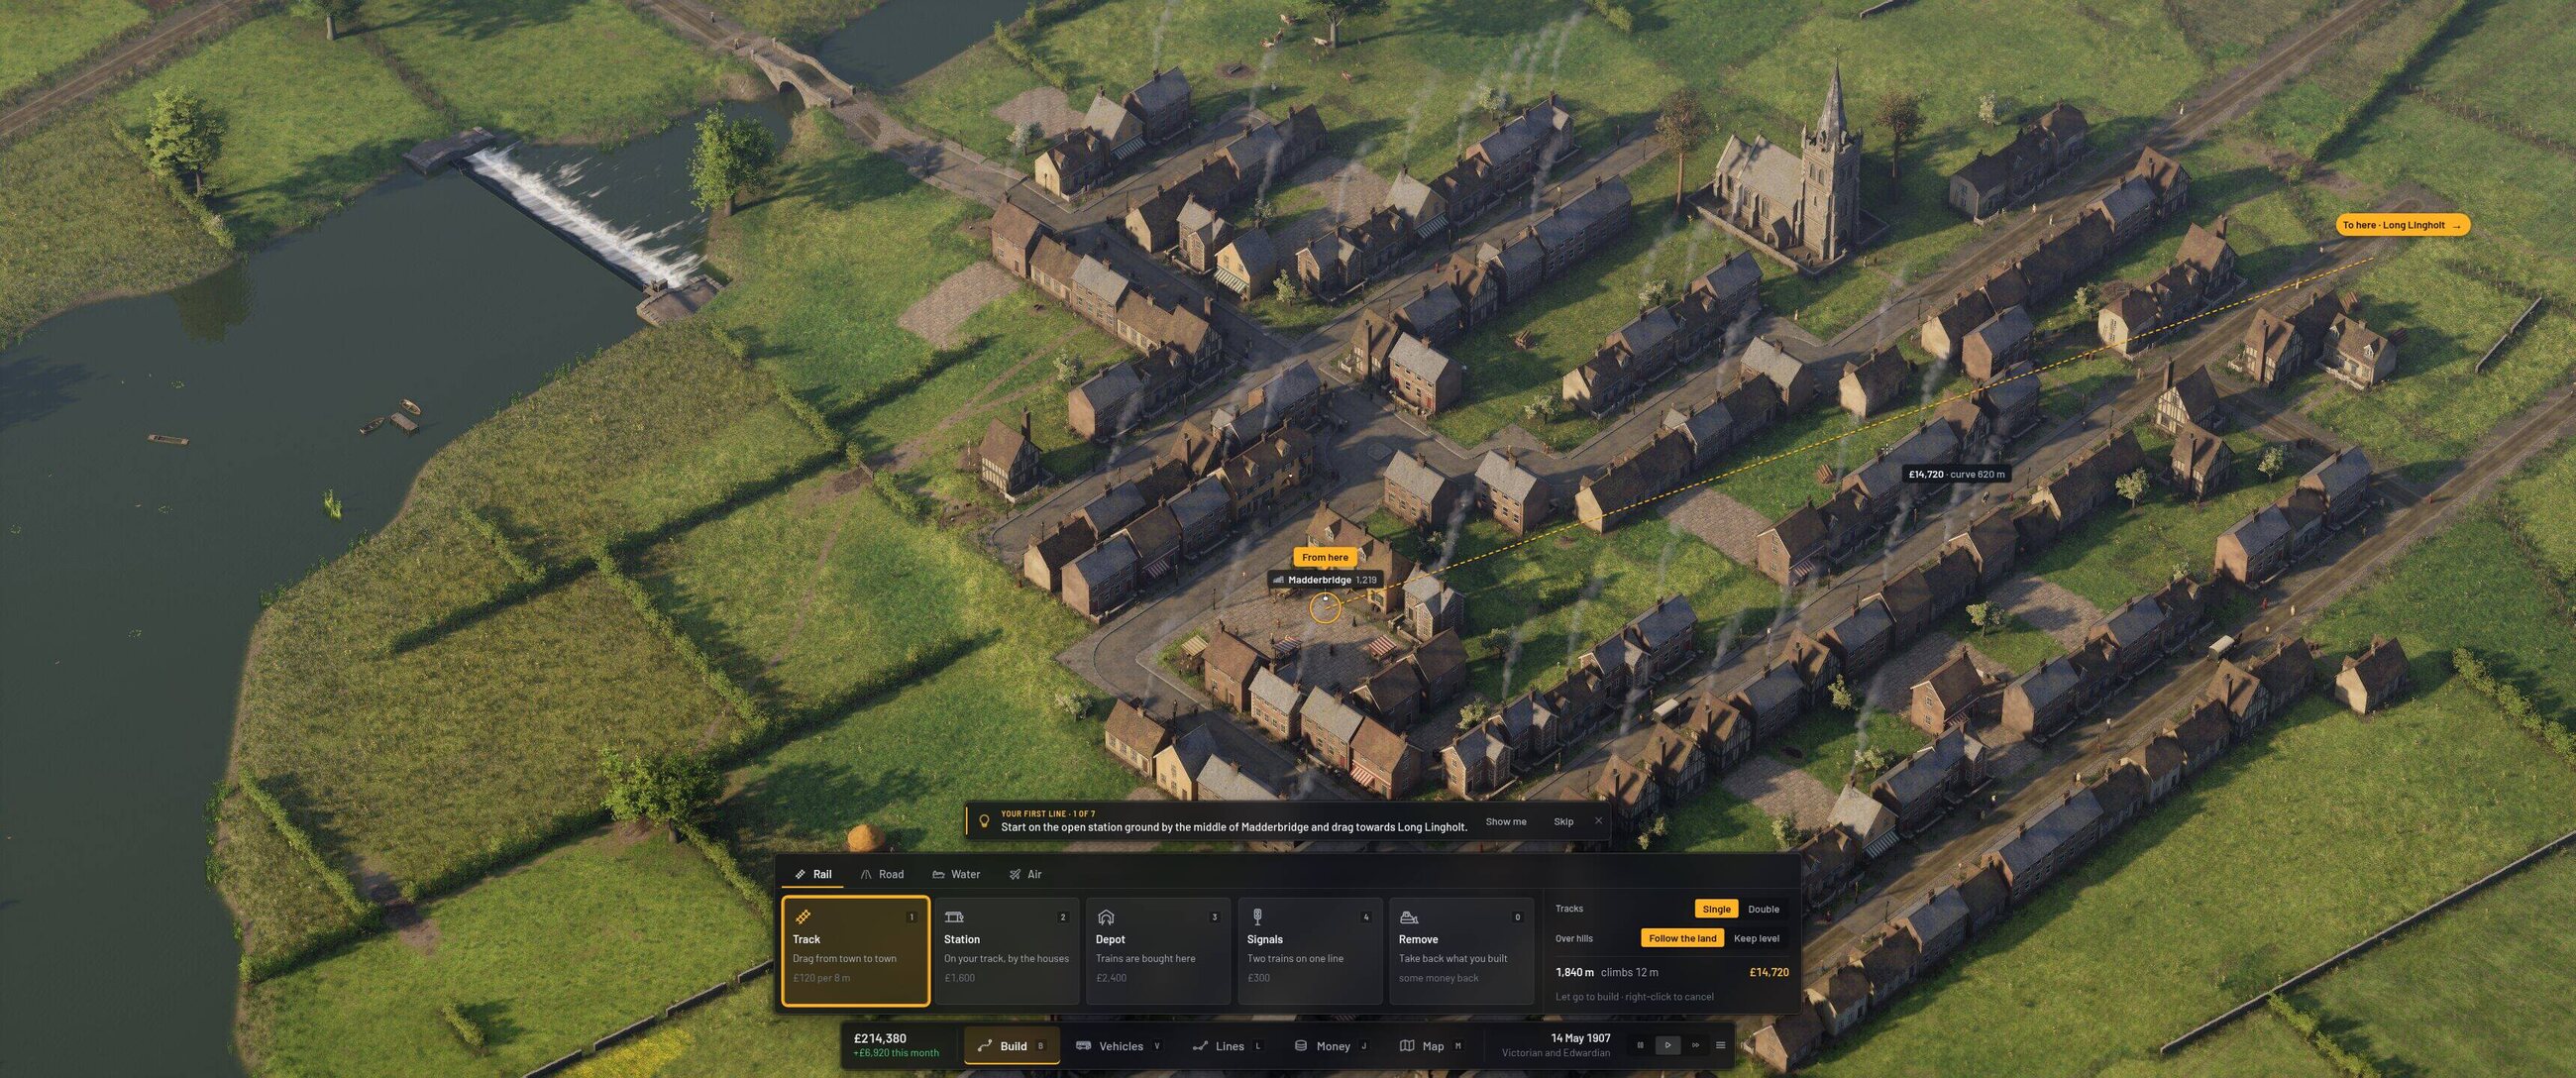 To here · Long Lingholt →
£14,720 · curve 620 m
From here
Madderbridge 1,219
YOUR FIRST LINE · 1 OF 7
Start on the open station ground by the middle of Madderbridge and drag towards Long Lingholt.
Show me
Skip
Rail
Road
Water
Air
Track 1
Drag from town to town
£120 per 8 m
Station 2
On your track, by the houses
£1,600
Depot 3
Trains are bought here
£2,400
Signals 4
Two trains on one line
£300
Remove 0
Take back what you built
some money back
Tracks Single Double
Over hills Follow the land Keep level
1,840 m climbs 12 m £14,720
Let go to build · right-click to cancel
£214,380
+£6,920 this month
Build B
Vehicles V
Lines L
Money J
Map M
14 May 1907
Victorian and Edwardian